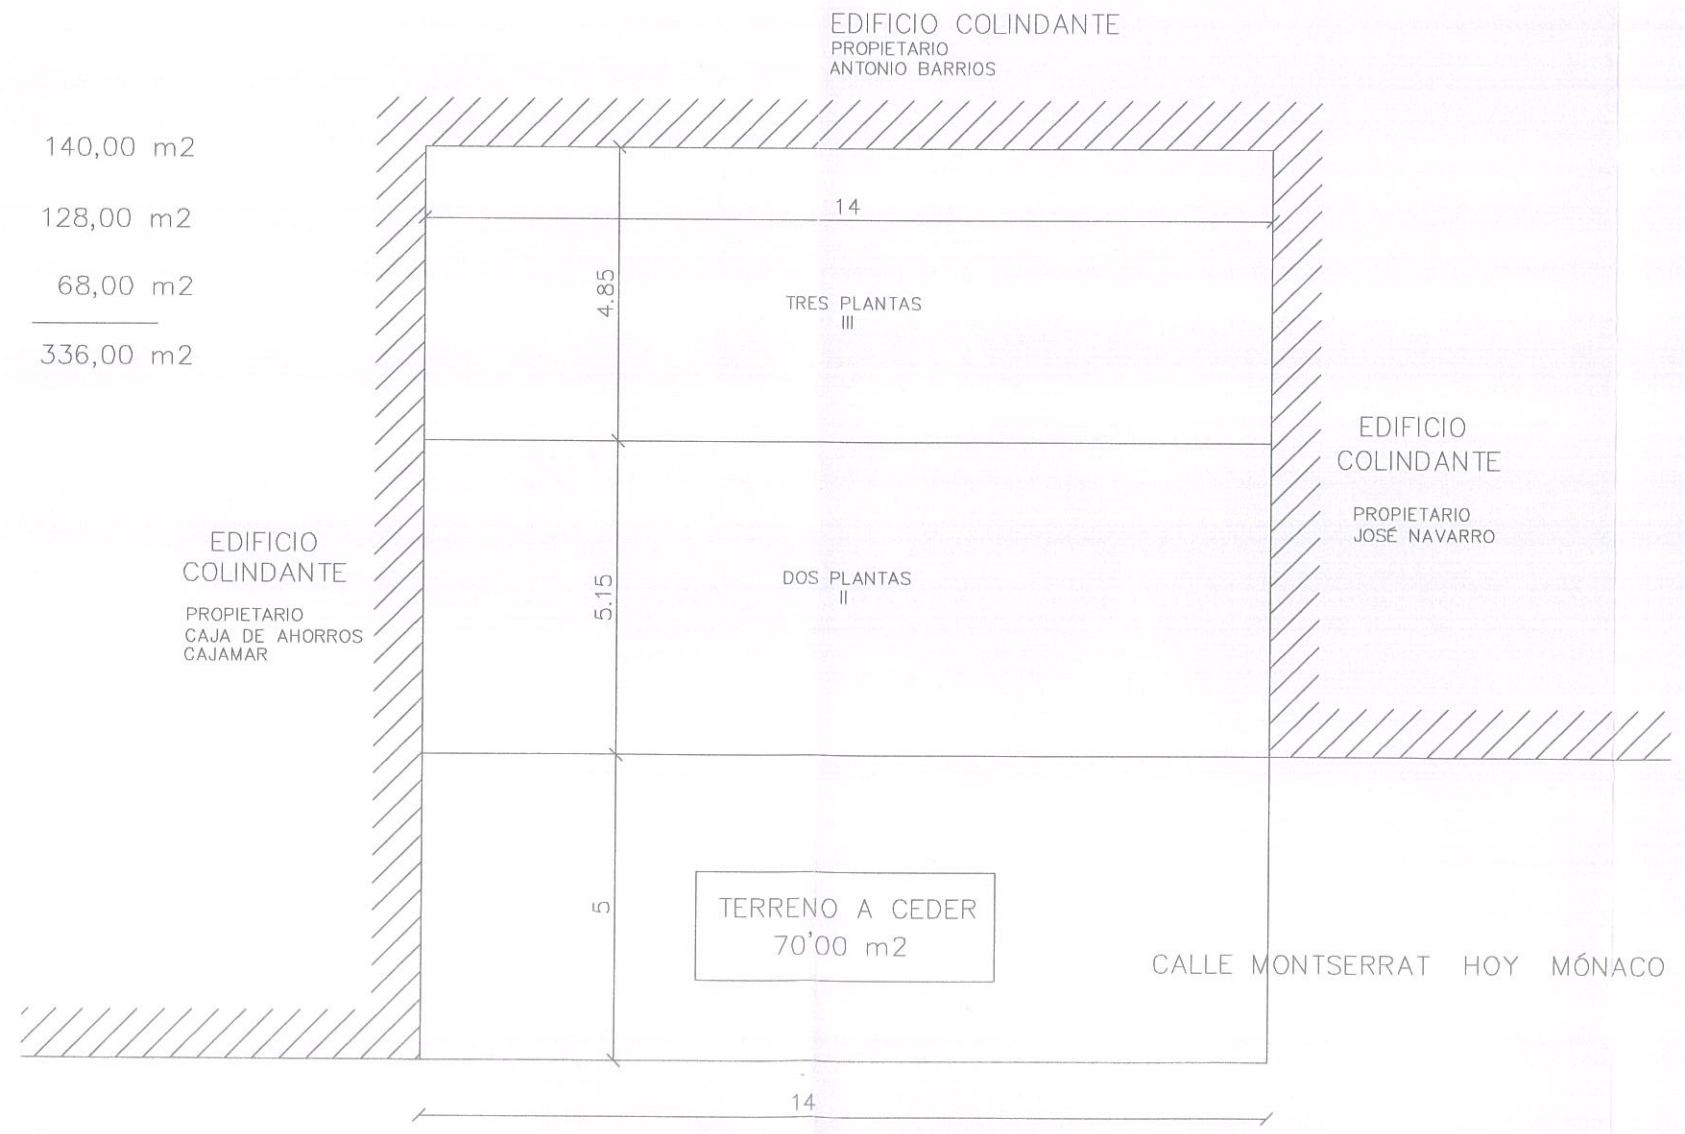 EDIFICIO COLINDANTE
PROPIETARIO
ANTONIO BARRIOS
140,00 m2
128,00 m2
68,00 m2
336,00 m2
14
4.85
TRES PLANTAS
III
EDIFICIO
COLINDANTE
PROPIETARIO
JOSÉ NAVARRO
EDIFICIO
COLINDANTE
PROPIETARIO
CAJA DE AHORROS
CAJAMAR
5.15
DOS PLANTAS
II
5
TERRENO A CEDER
70'00 m2
CALLE MONTSERRAT HOY MÓNACO
14